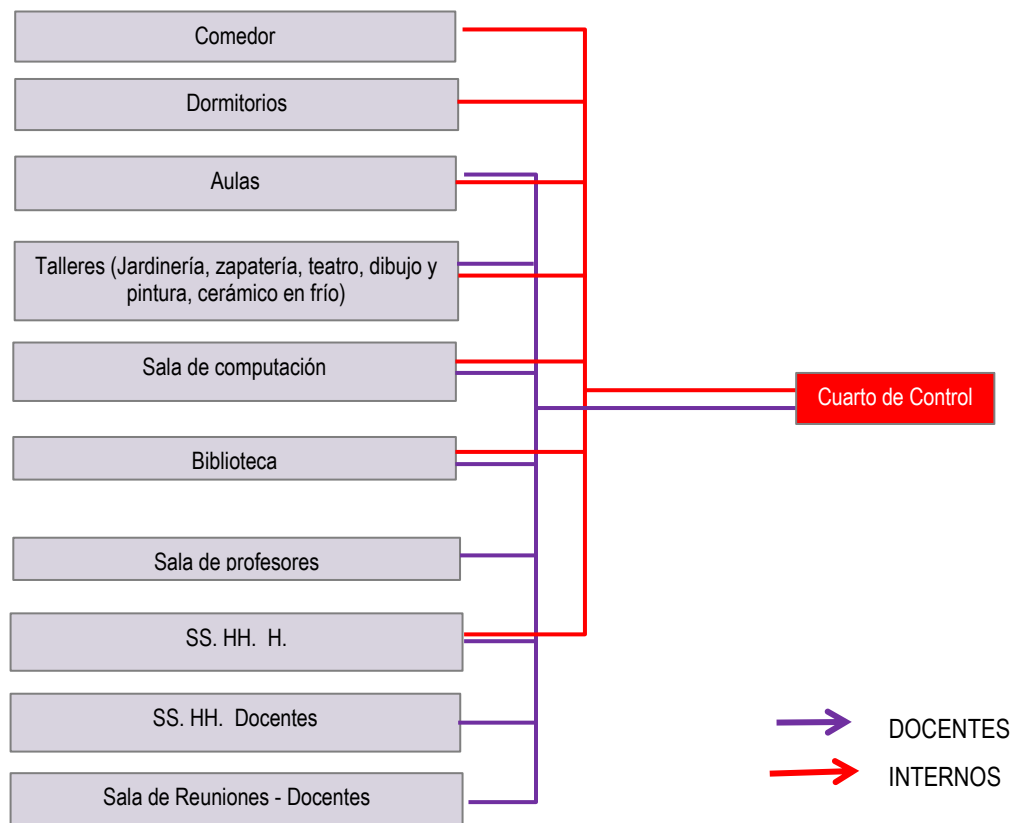 Comedor
Dormitorios
Aulas
Talleres (Jardinería, zapatería, teatro, dibujo y
pintura, cerámico en frío)
Sala de computación
Cuarto de Control
Biblioteca
Sala de profesores
SS. HH. H.
SS. HH. Docentes
DOCENTES
INTERNOS
Sala de Reuniones - Docentes